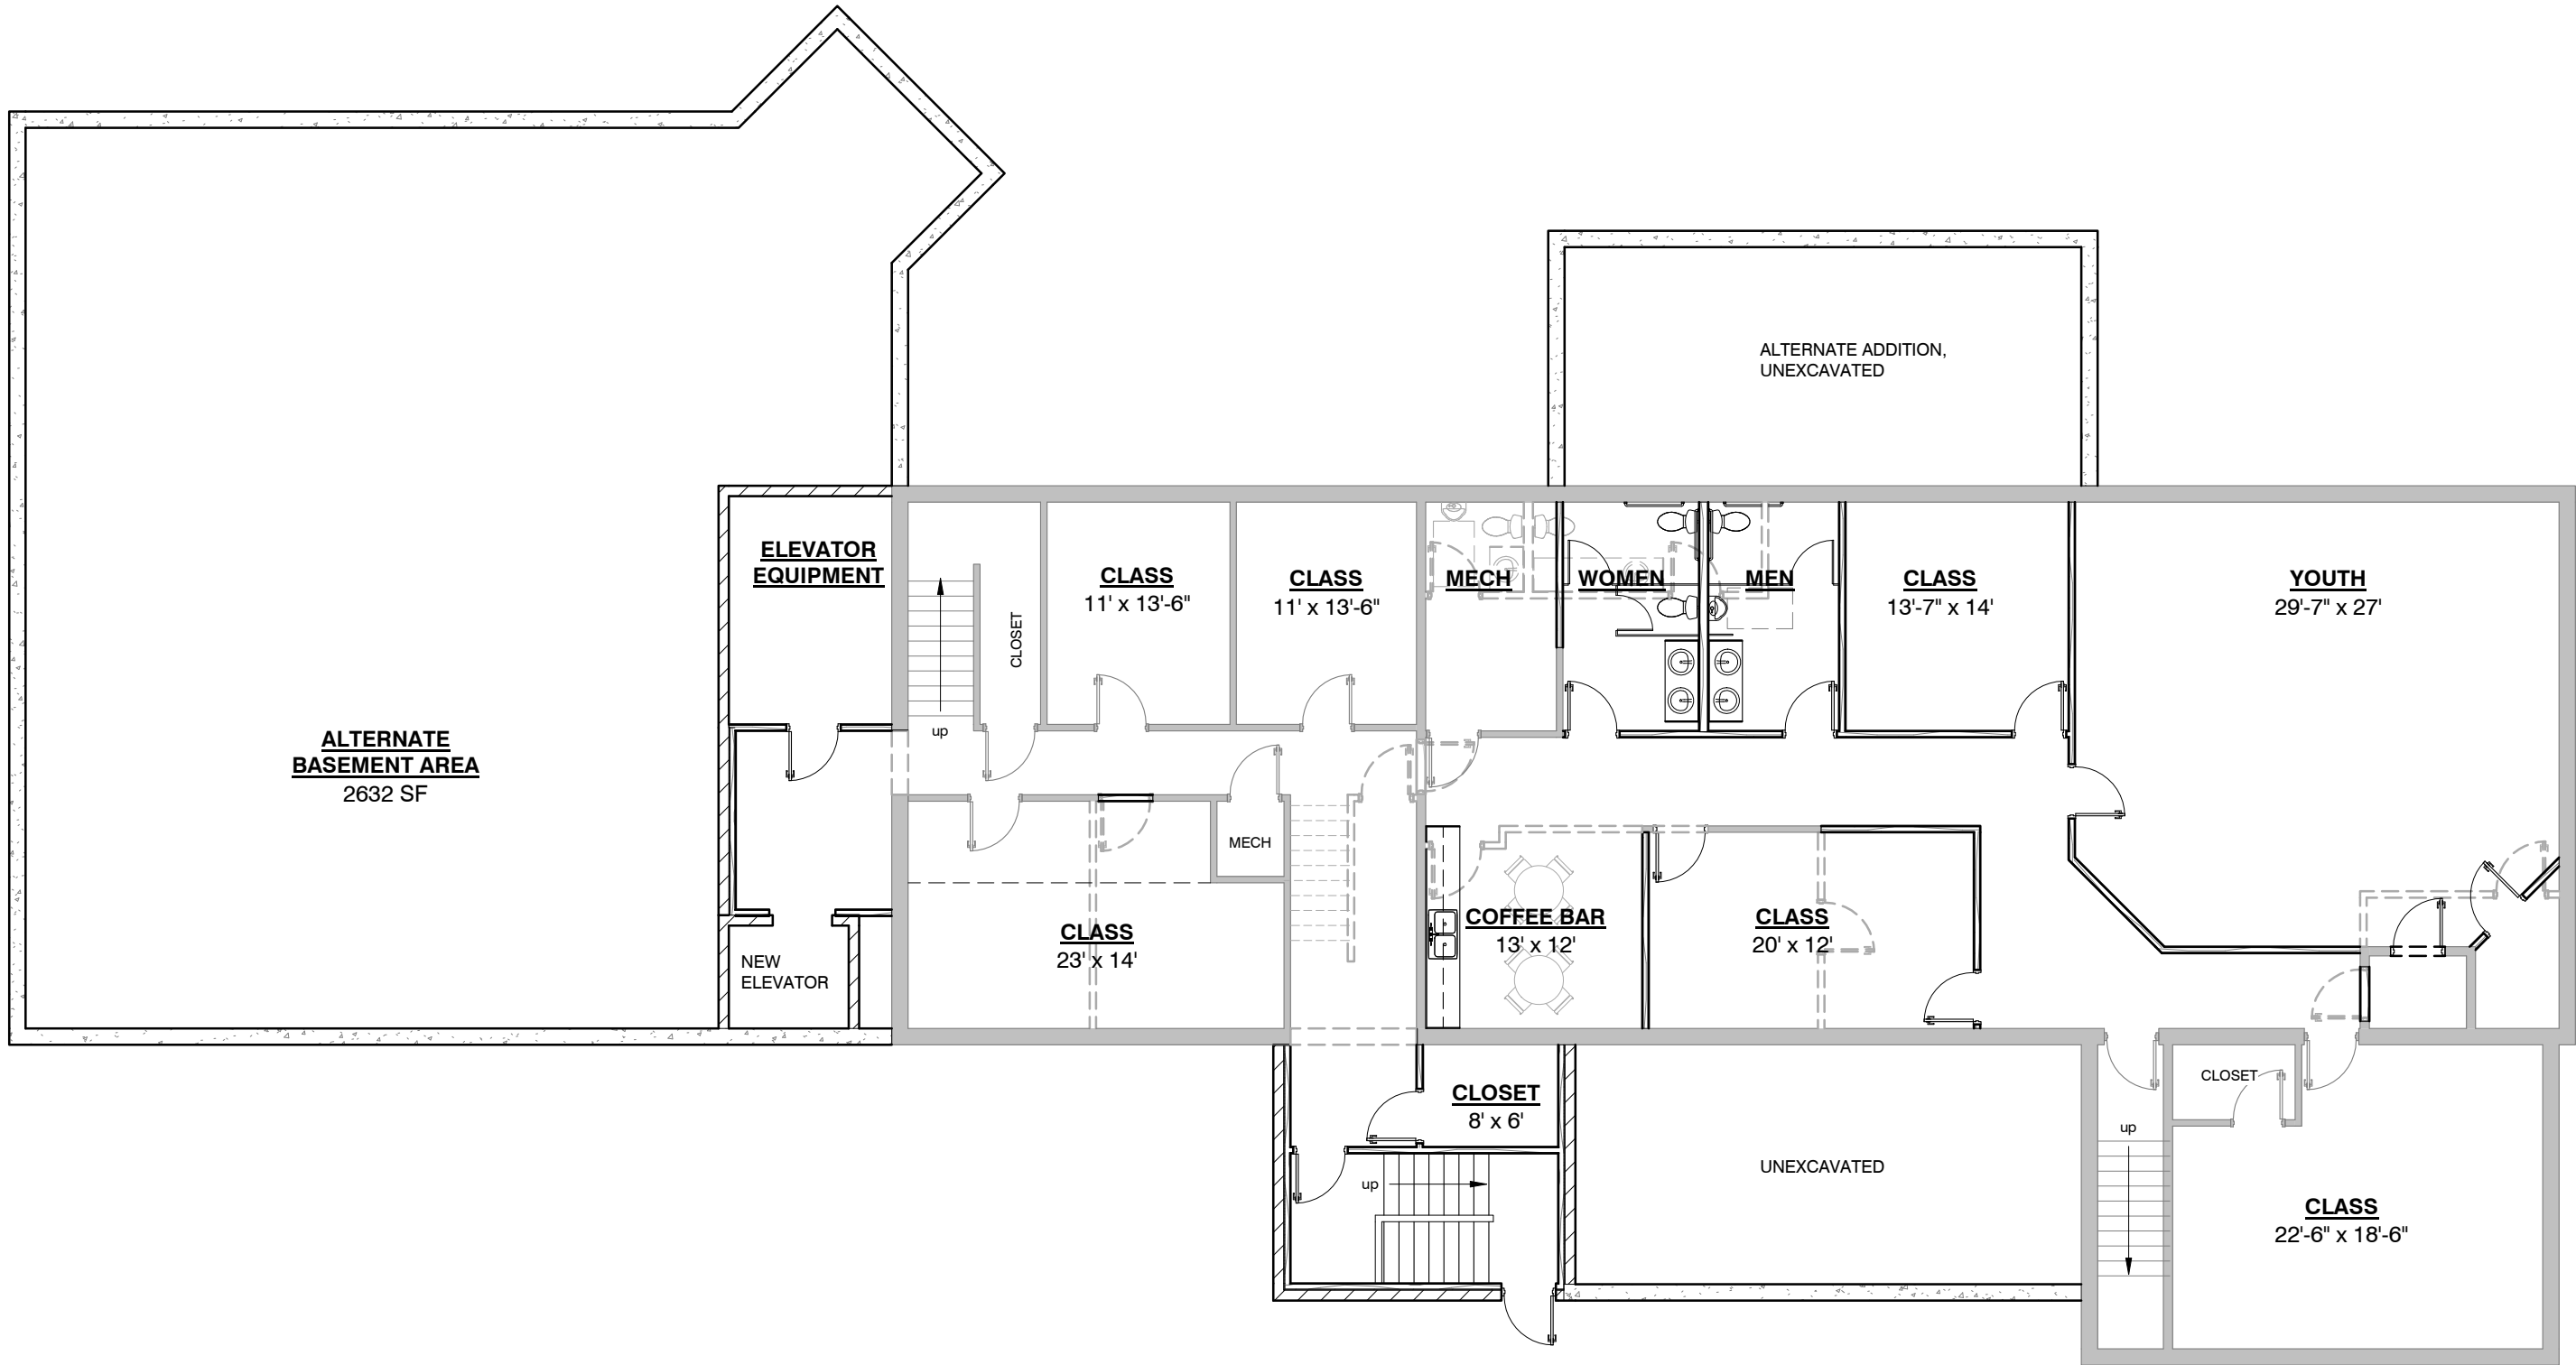 ALTERNATE ADDITION,
UNEXCAVATED
ELEVATOR
EQUIPMENT
CLOSET
CLASS
11' x 13'-6"
CLASS
11' x 13'-6"
MECH
WOMEN
MEN
CLASS
13'-7" x 14'
YOUTH
29'-7" x 27'
up
ALTERNATE
BASEMENT AREA
2632 SF
MECH
NEW
ELEVATOR
CLASS
23' x 14'
COFFEE BAR
13' x 12'
CLASS
20' x 12'
CLOSET
8' x 6'
CLOSET
up
up
UNEXCAVATED
CLASS
22'-6" x 18'-6"